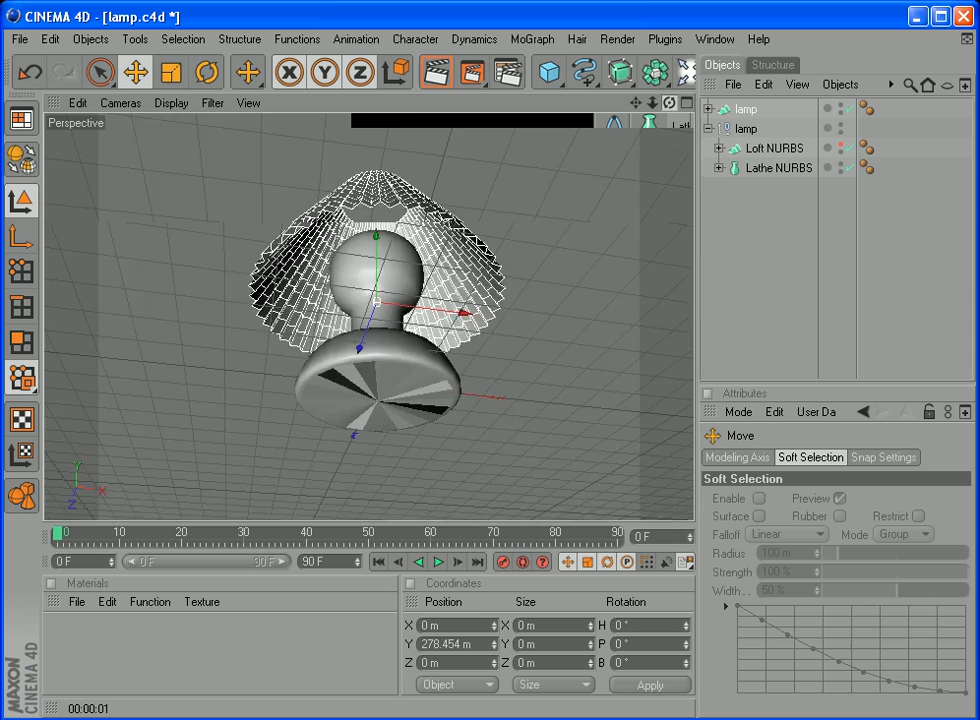 CINEMA 4D - [lamp.c4d *]
File Edit Objects Tools Selection Structure Functions Animation Character Dynamics MoGraph Hair Render Plugins Window Help
Objects Structure
File Edit View Objects
Edit Cameras Display Filter View
Perspective
lamp
lamp
Loft NURBS
Lathe NURBS
X Y Z
Attributes
Mode Edit User Da
Move
Modeling Axis Soft Selection Snap Settings
Soft Selection
Enable Preview
Surface Rubber Restrict
Falloff Linear Mode Group
Radius 100 m
Strength 100 %
Width . . 50 %
Y
X
Z
0 10 20 30 40 50 60 70 80 90 0 F
0 F 0 F 90 F 90 F
Materials
File Edit Function Texture
Coordinates
Position Size Rotation
X 0 m X 0 m H 0 °
Y 278.454 m Y 0 m P 0 °
Z 0 m Z 0 m B 0 °
Object Size Apply
MAXON
CINEMA 4D
00:00:01